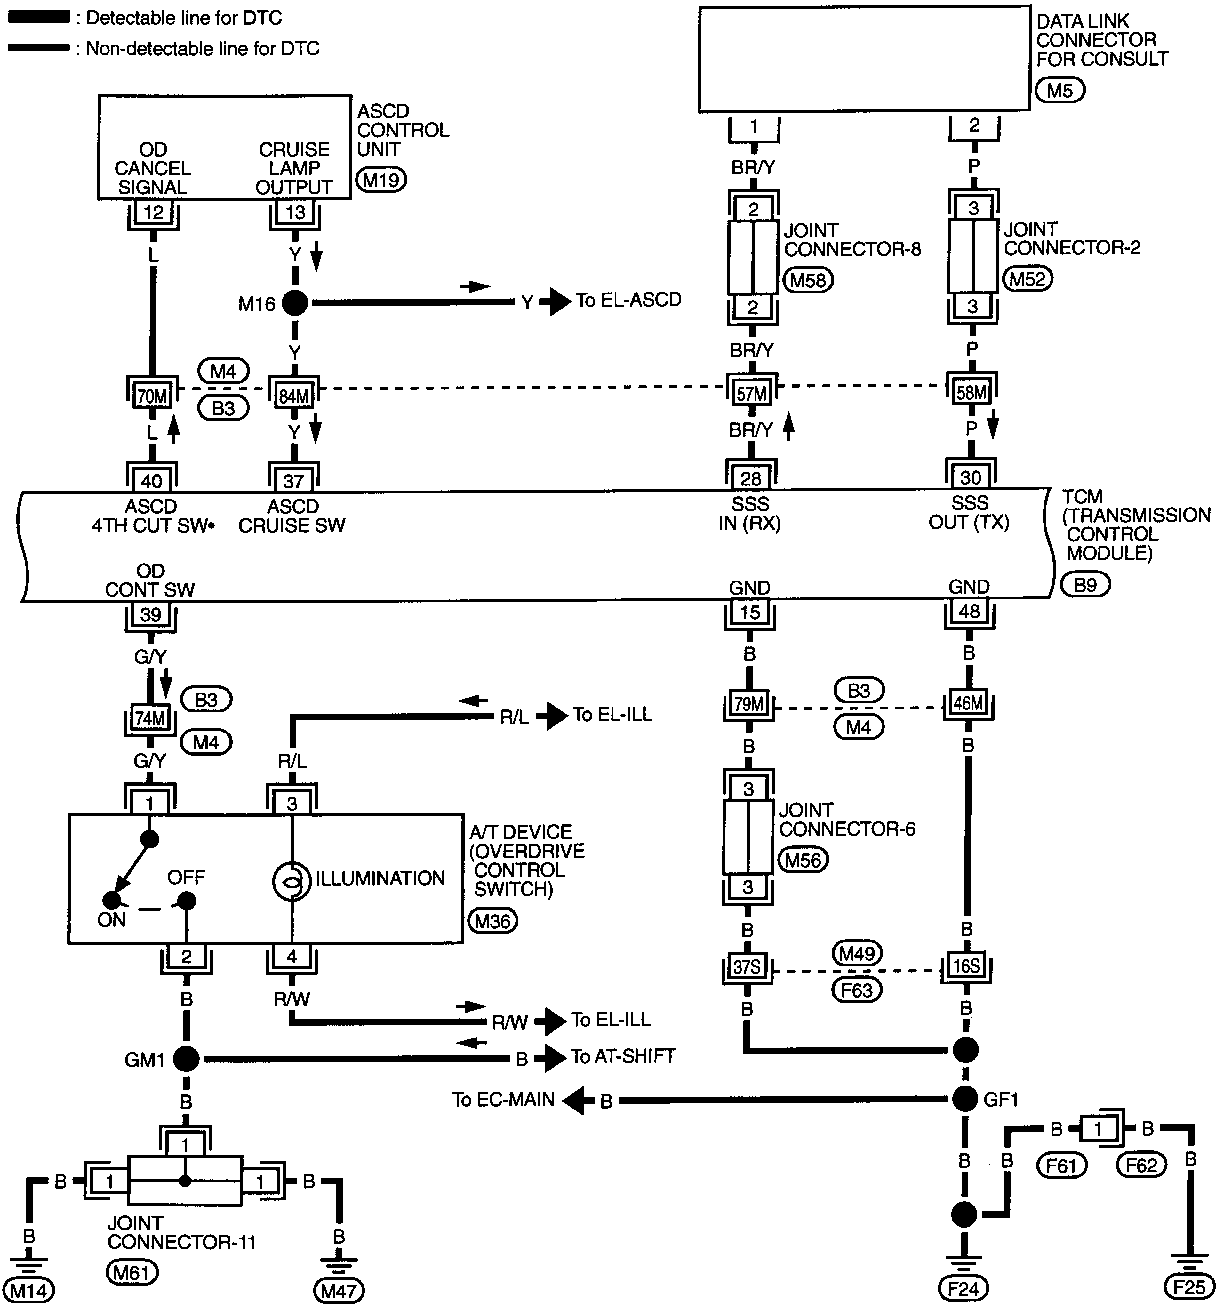 : Detectable line for DTC
: Non-detectable line for DTC
DATA LINK
CONNECTOR
FOR CONSULT
M5
ASCD
CONTROL
UNIT
M19
OD
CANCEL
SIGNAL
CRUISE
LAMP
OUTPUT
12
13
1
2
L
Y
BR/Y
P
2
3
JOINT
CONNECTOR-8
M58
JOINT
CONNECTOR-2
M52
2
3
M16
Y
To EL-ASCD
Y
BR/Y
P
M4
B3
70M
84M
57M
58M
L
Y
BR/Y
P
40
37
28
30
ASCD
4TH CUT SW•
ASCD
CRUISE SW
SSS
IN (RX)
SSS
OUT (TX)
TCM
(TRANSMISSION
CONTROL
MODULE)
B9
OD
CONT SW
GND
GND
39
15
48
G/Y
B
B
74M
B3
M4
79M
B3
M4
46M
R/L
To EL-ILL
G/Y
R/L
B
B
1
3
3
JOINT
CONNECTOR-6
M56
3
A/T DEVICE
(OVERDRIVE
CONTROL
SWITCH)
M36
OFF
ON
ILLUMINATION
2
4
B
B
37S
M49
F63
16S
B
R/W
B
B
R/W
To EL-ILL
GM1
B
To AT-SHIFT
To EC-MAIN
B
GF1
B
1
B
1
1
B
B
B
JOINT
CONNECTOR-11
M61
M14
M47
B
B
B
1
B
F61
F62
B
F24
F25